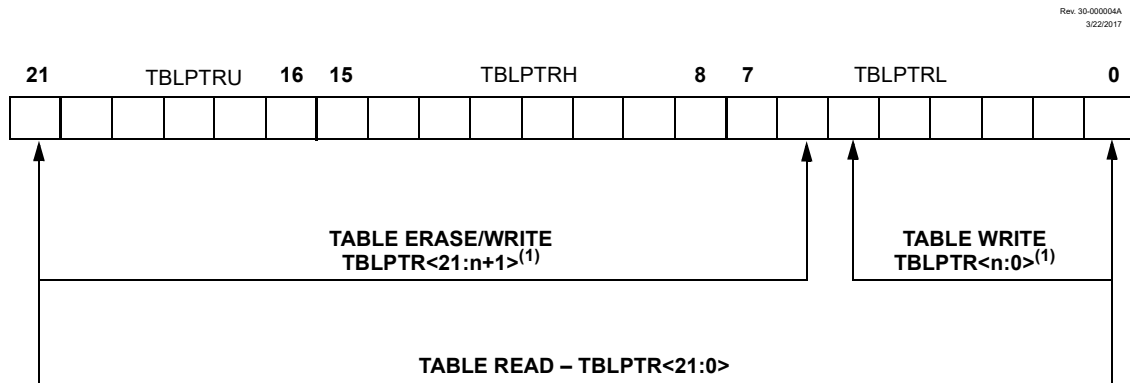 Rev. 30-000004A
3/22/2017
21 TBLPTRU 16 15 TBLPTRH 8 7 TBLPTRL 0
TABLE ERASE/WRITE TABLE WRITE
TBLPTR<21:n+1>(1) TBLPTR<n:0>(1)
TABLE READ – TBLPTR<21:0>